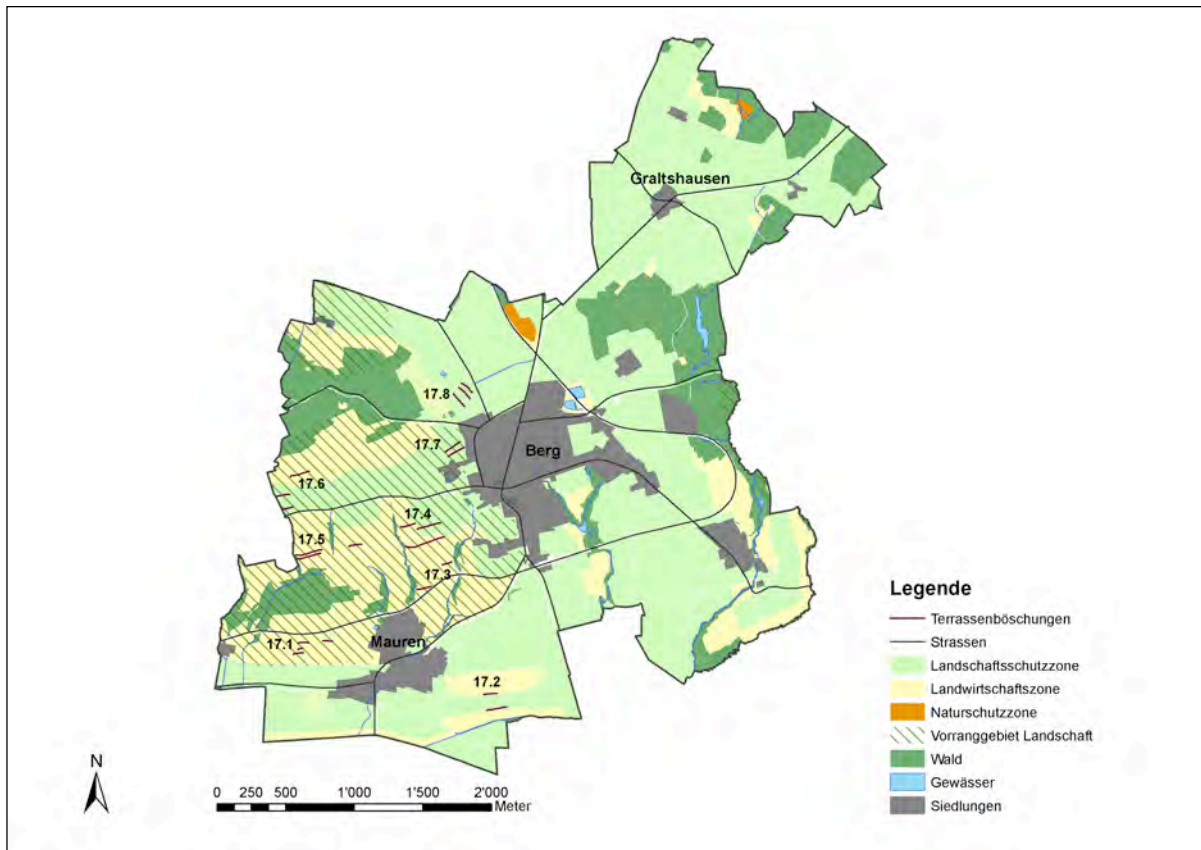 Graltshausen
17.8
17.7
Berg
17.6
17.4
17.5
17.3
17.1
Mauren
17.2
Legende
Terrassenböschungen
Strassen
Landschaftsschutzzone
Landwirtschaftszone
Naturschutzzone
Vorranggebiet Landschaft
Wald
Gewässer
Siedlungen
N
0 250 500 1'000 1'500 2'000
Meter